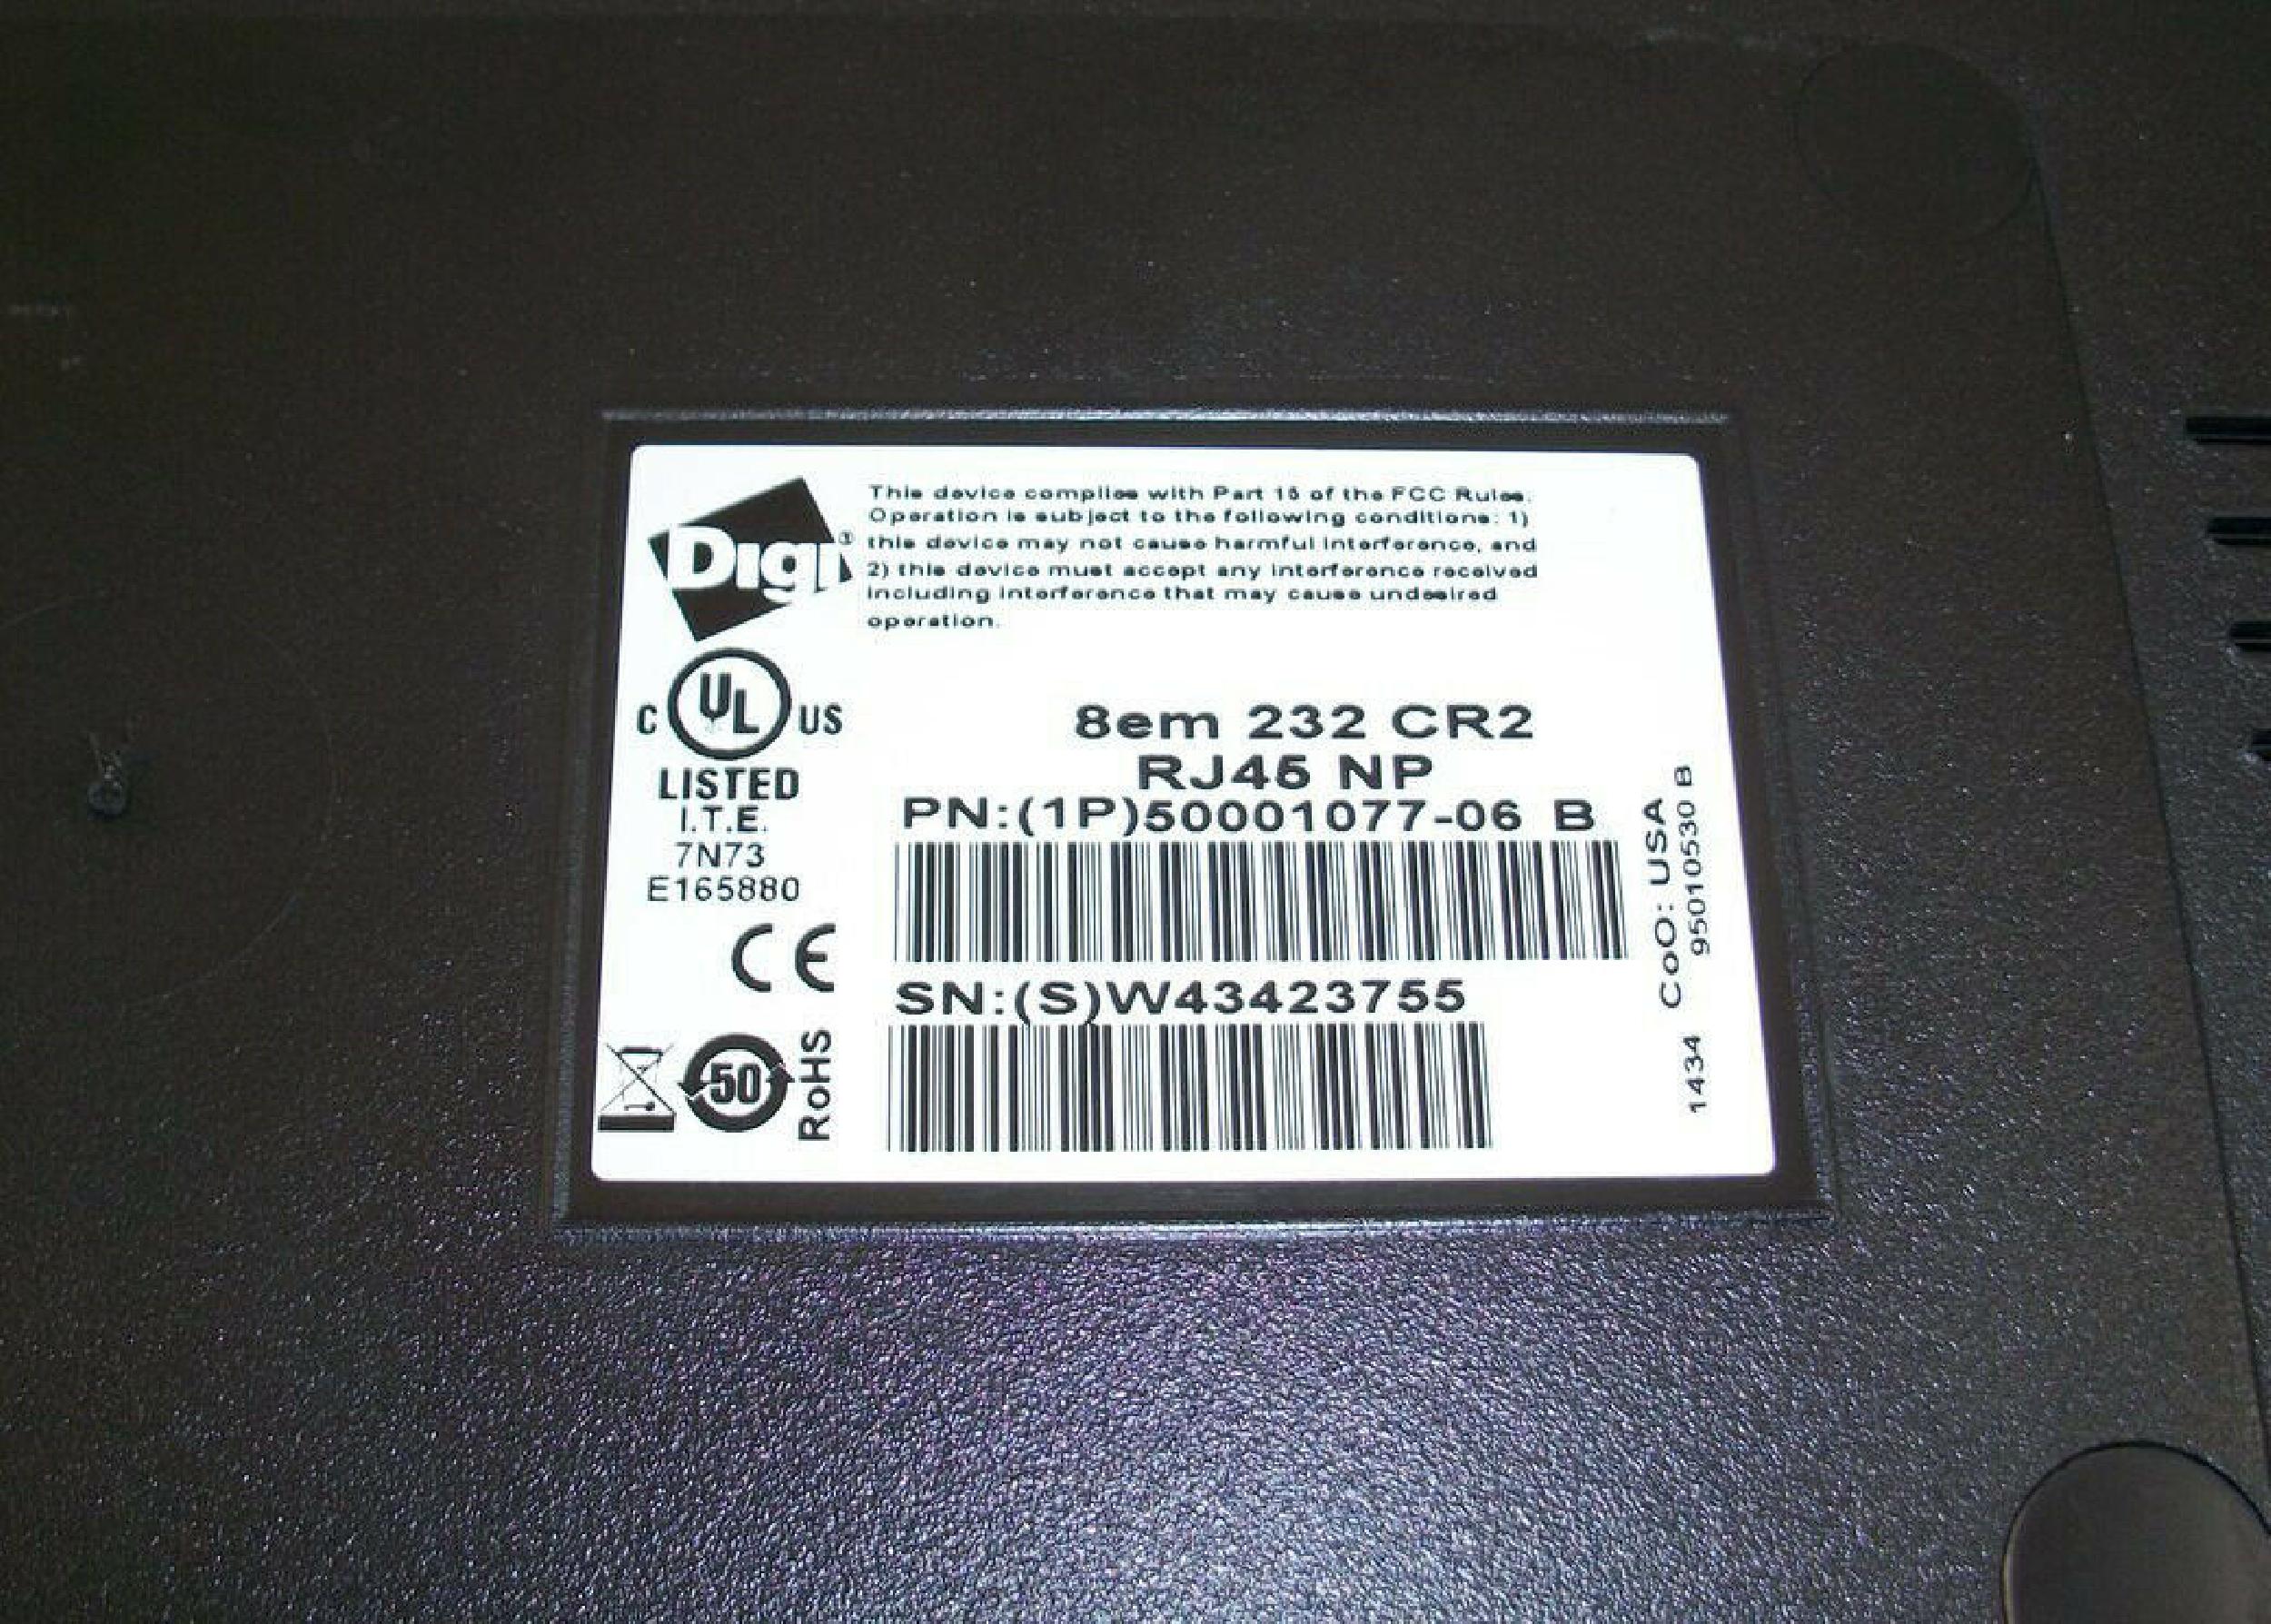 Digi®
This device complies with Part 15 of the FCC Rules.
Operation is subject to the following conditions: 1)
this device may not cause harmful interference, and
2) this device must accept any interference received
including interference that may cause undesired
operation.
C UL US
LISTED
I.T.E.
7N73
E165880
CE
50
RoHS
8em 232 CR2
RJ45 NP
PN:(1P)50001077-06 B
SN:(S)W43423755
CoO: USA
95010530 B
1434